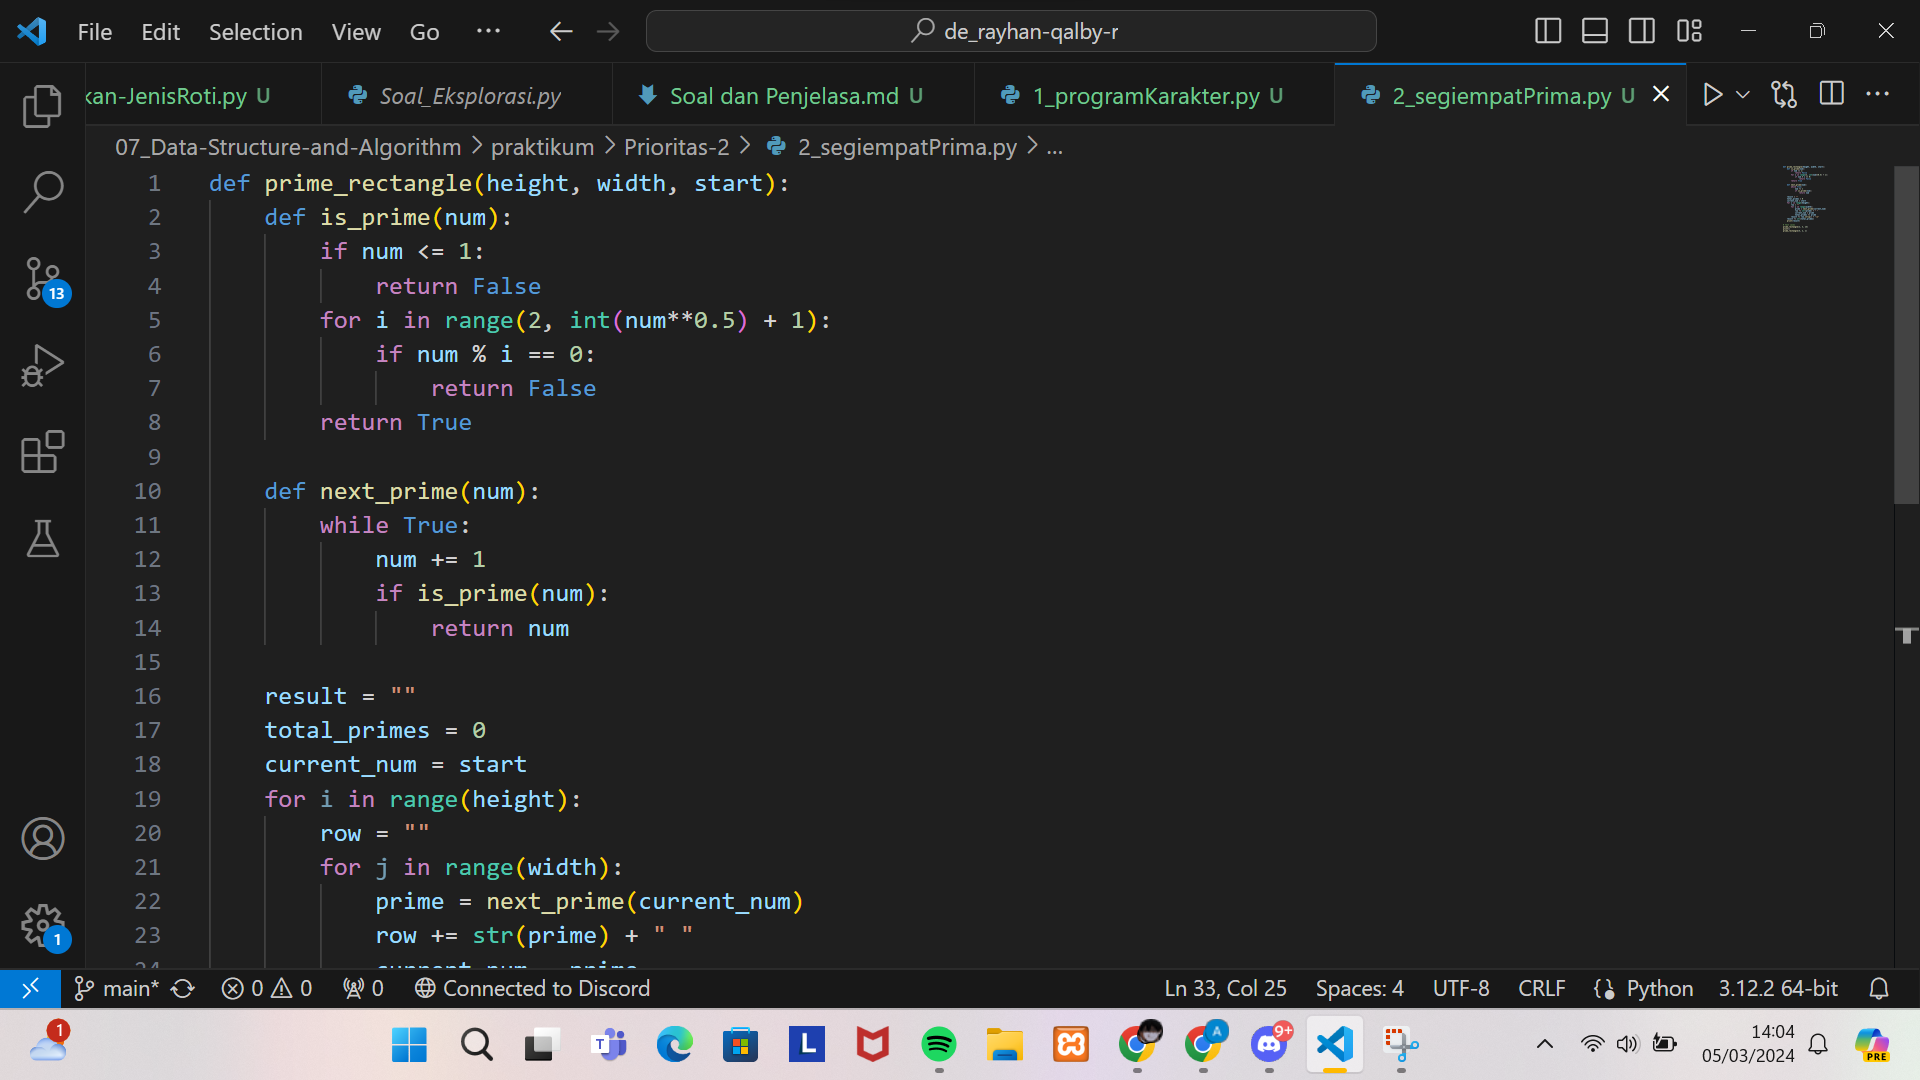 File Edit Selection View Go ··· de_rayhan-qalby-r
kan-JenisRoti.py U Soal_Eksplorasi.py Soal dan Penjelasa.md U 1_programKarakter.py U 2_segiempatPrima.py U
07_Data-Structure-and-Algorithm > praktikum > Prioritas-2 > 2_segiempatPrima.py > ...
1 def prime_rectangle(height, width, start):
2     def is_prime(num):
3         if num <= 1:
4             return False
5         for i in range(2, int(num**0.5) + 1):
6             if num % i == 0:
7                 return False
8         return True
9
10     def next_prime(num):
11         while True:
12             num += 1
13             if is_prime(num):
14                 return num
15
16     result = ""
17     total_primes = 0
18     current_num = start
19     for i in range(height):
20         row = ""
21         for j in range(width):
22             prime = next_prime(current_num)
23             row += str(prime) + " "
24             current_num = prime
13
1
main* 0 0 0 Connected to Discord Ln 33, Col 25 Spaces: 4 UTF-8 CRLF Python 3.12.2 64-bit
1 T L A 9+ 14:04 PRE
05/03/2024